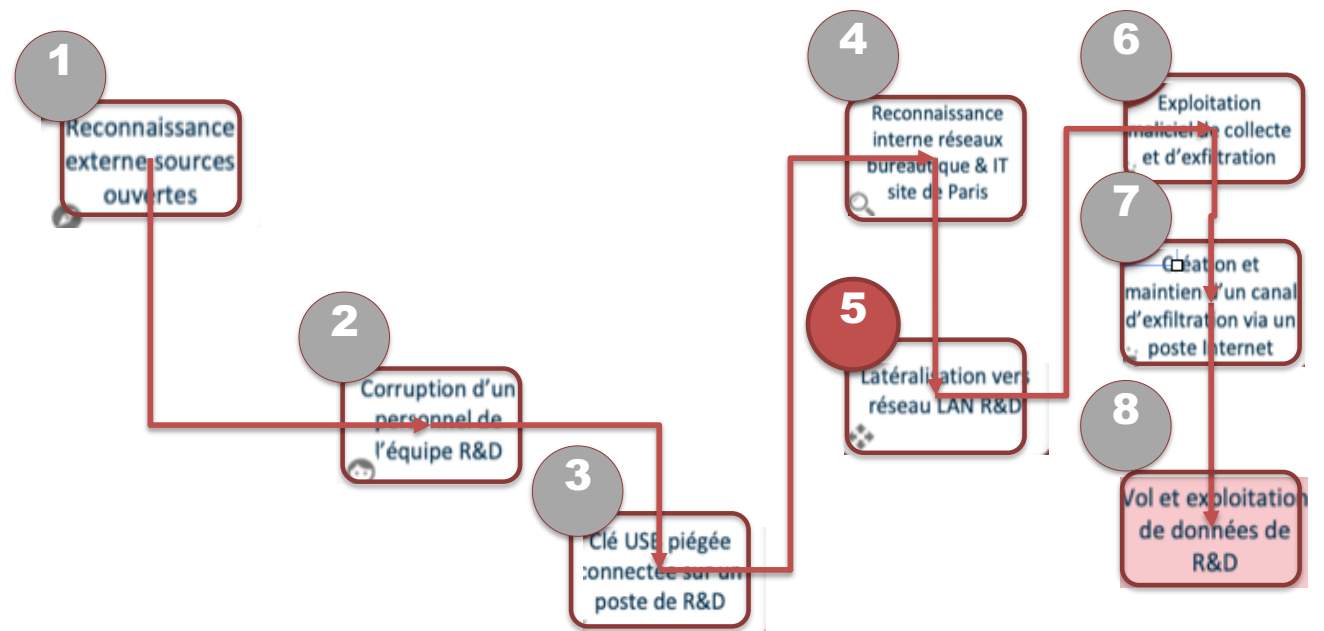 1
Reconnaissance
externe sources
ouvertes
2
Corruption d'un
personnel de
l'équipe R&D
3
Clé USB piégée
connectée sur un
poste de R&D
4
Reconnaissance
interne réseaux
bureautique & IT
site de Paris
5
Latéralisation vers
réseau LAN R&D
6
Exploitation
maliciel de collecte
et d'exfiltration
7
Création et
maintien d'un canal
d'exfiltration via un
poste Internet
8
Vol et exploitation
de données de
R&D